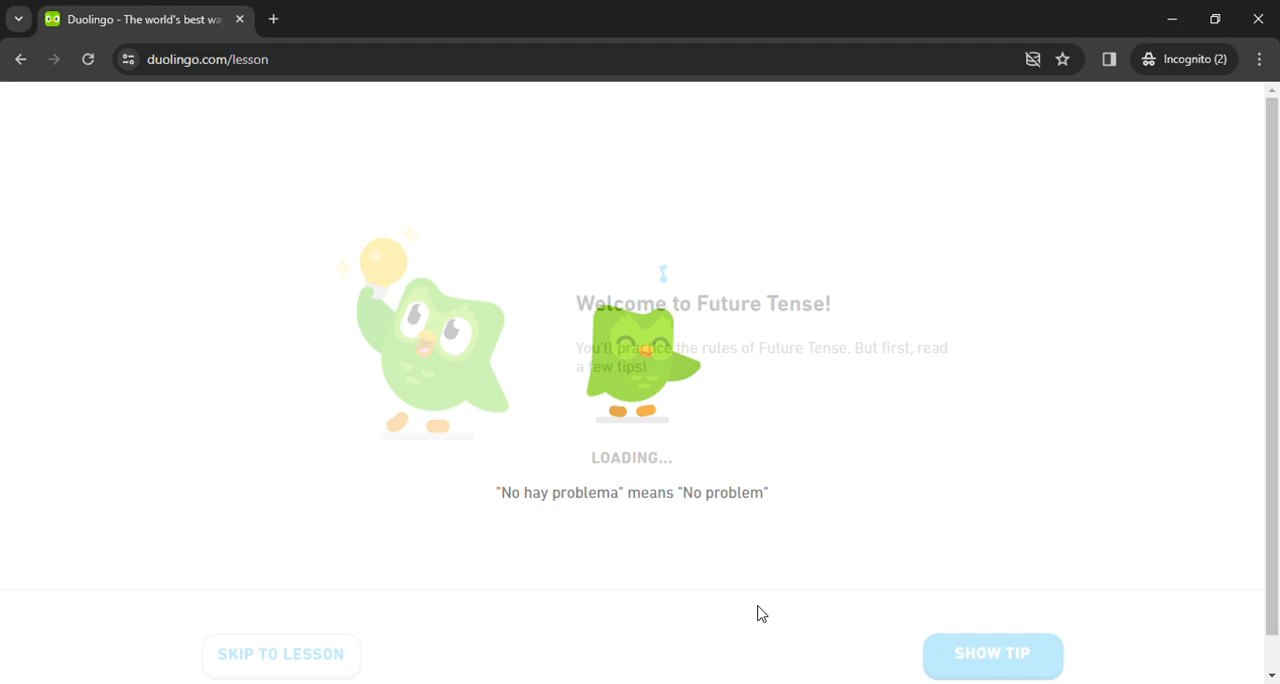 Duolingo - The world's best wa
duolingo.com/lesson
Incognito (2)
Welcome to Future Tense!
You'll practice the rules of Future Tense. But first, read
a few tips!
LOADING...
"No hay problema" means "No problem"
SKIP TO LESSON
SHOW TIP